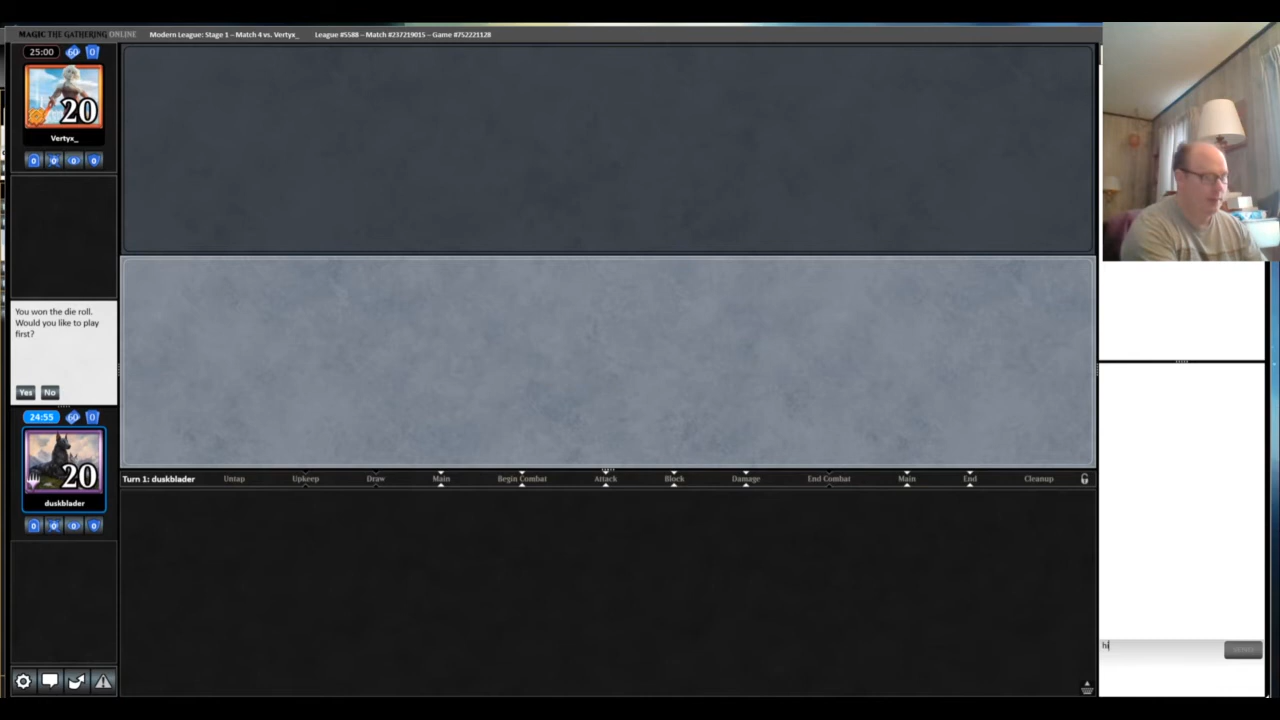 MAGIC THE GATHERING ONLINE
Modern League: Stage 1 – Match 4 vs. Vertyx_
League #5588 – Match #237219015 – Game #752221128
25:00 60 0
20
Vertyx_
0 0 0 0
You won the die roll.
Would you like to play
first?
Yes No
24:55 60 0
20
duskblader
0 0 0 0
Turn 1: duskblader Untap Upkeep Draw Main Begin Combat Attack Block Damage End Combat Main End Cleanup
hi
SEND